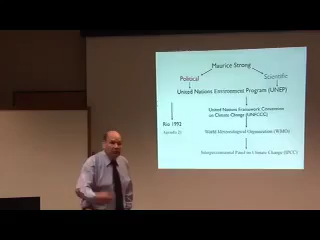 Maurice Strong
Political
Scientific
United Nations Environment Program (UNEP)
United Nations Framework Convention
on Climate Change (UNFCCC)
Rio 1992
Agenda 21
World Meteorological Organization (WMO)
Intergovernmental Panel on Climate Change (IPCC)